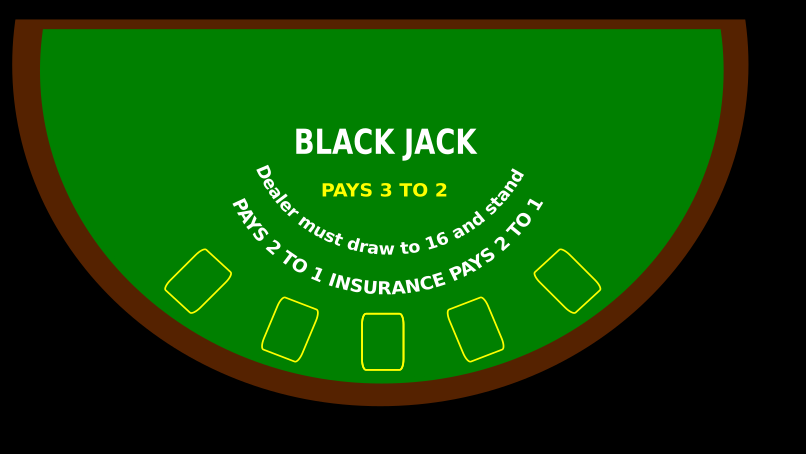 BLACK JACK
PAYS 3 TO 2
Dealer must draw to 16 and stand
PAYS 2 TO 1 INSURANCE PAYS 2 TO 1